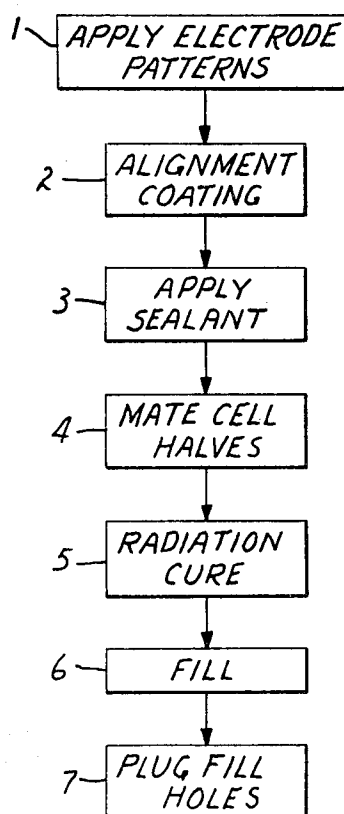 1
APPLY ELECTRODE
PATTERNS
2
ALIGNMENT
COATING
3
APPLY
SEALANT
4
MATE CELL
HALVES
5
RADIATION
CURE
6
FILL
7
PLUG FILL
HOLES